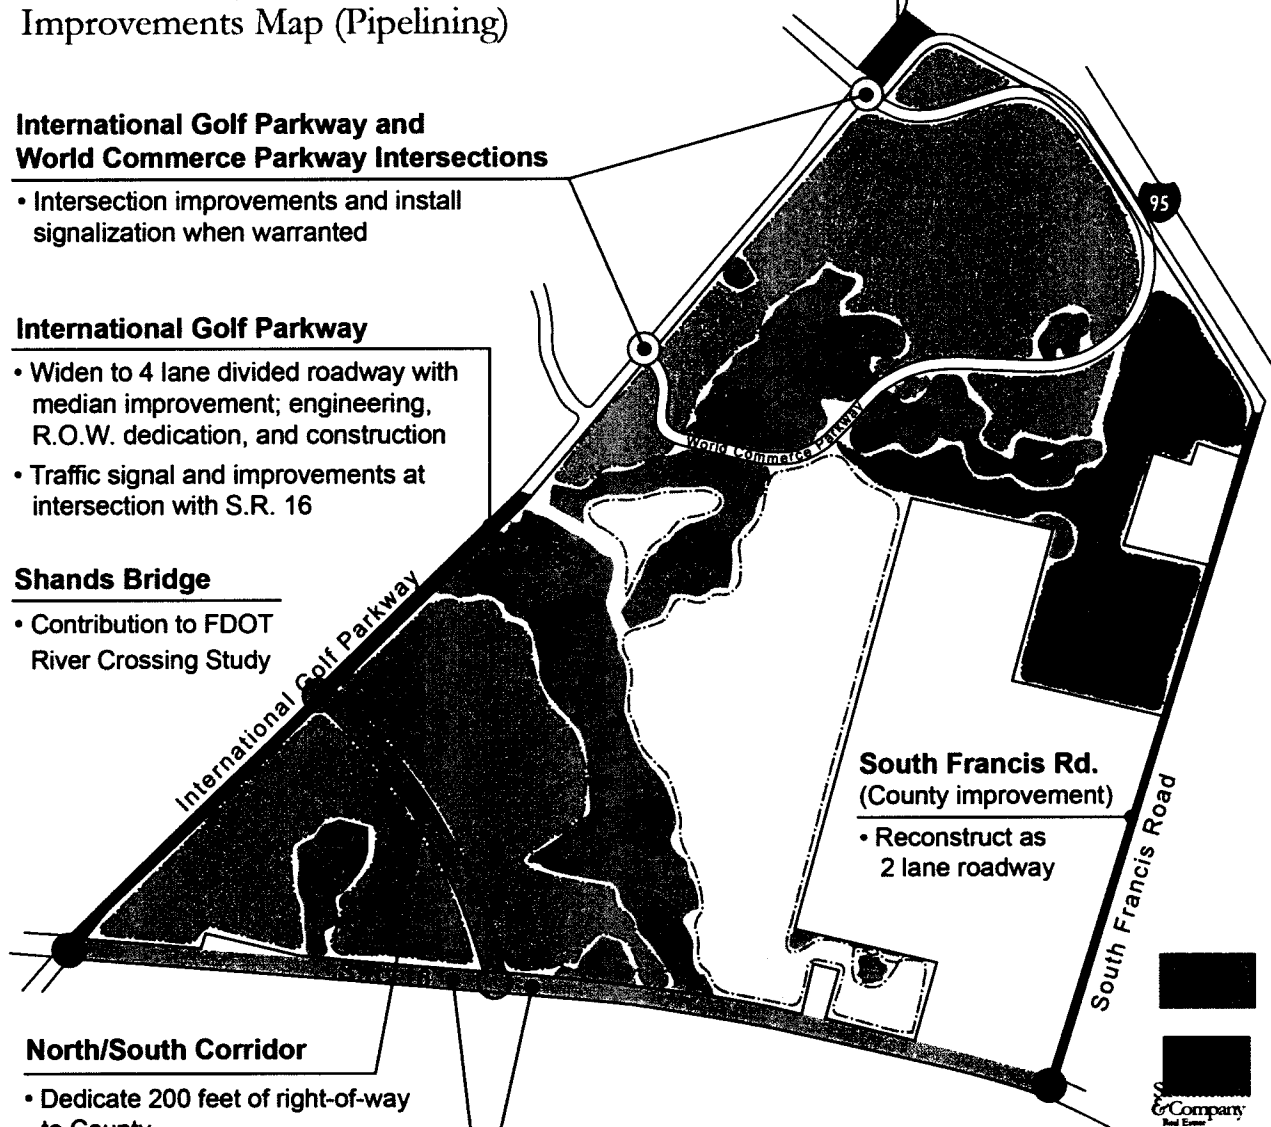 Improvements Map (Pipelining)
International Golf Parkway and
World Commerce Parkway Intersections
• Intersection improvements and install
signalization when warranted
95
International Golf Parkway
• Widen to 4 lane divided roadway with
median improvement; engineering,
R.O.W. dedication, and construction
• Traffic signal and improvements at
intersection with S.R. 16
World Commerce Parkway
Shands Bridge
• Contribution to FDOT
River Crossing Study
International Golf Parkway
South Francis Rd.
(County improvement)
• Reconstruct as
2 lane roadway
South Francis Road
North/South Corridor
• Dedicate 200 feet of right-of-way
to County
&Company
Real Estate